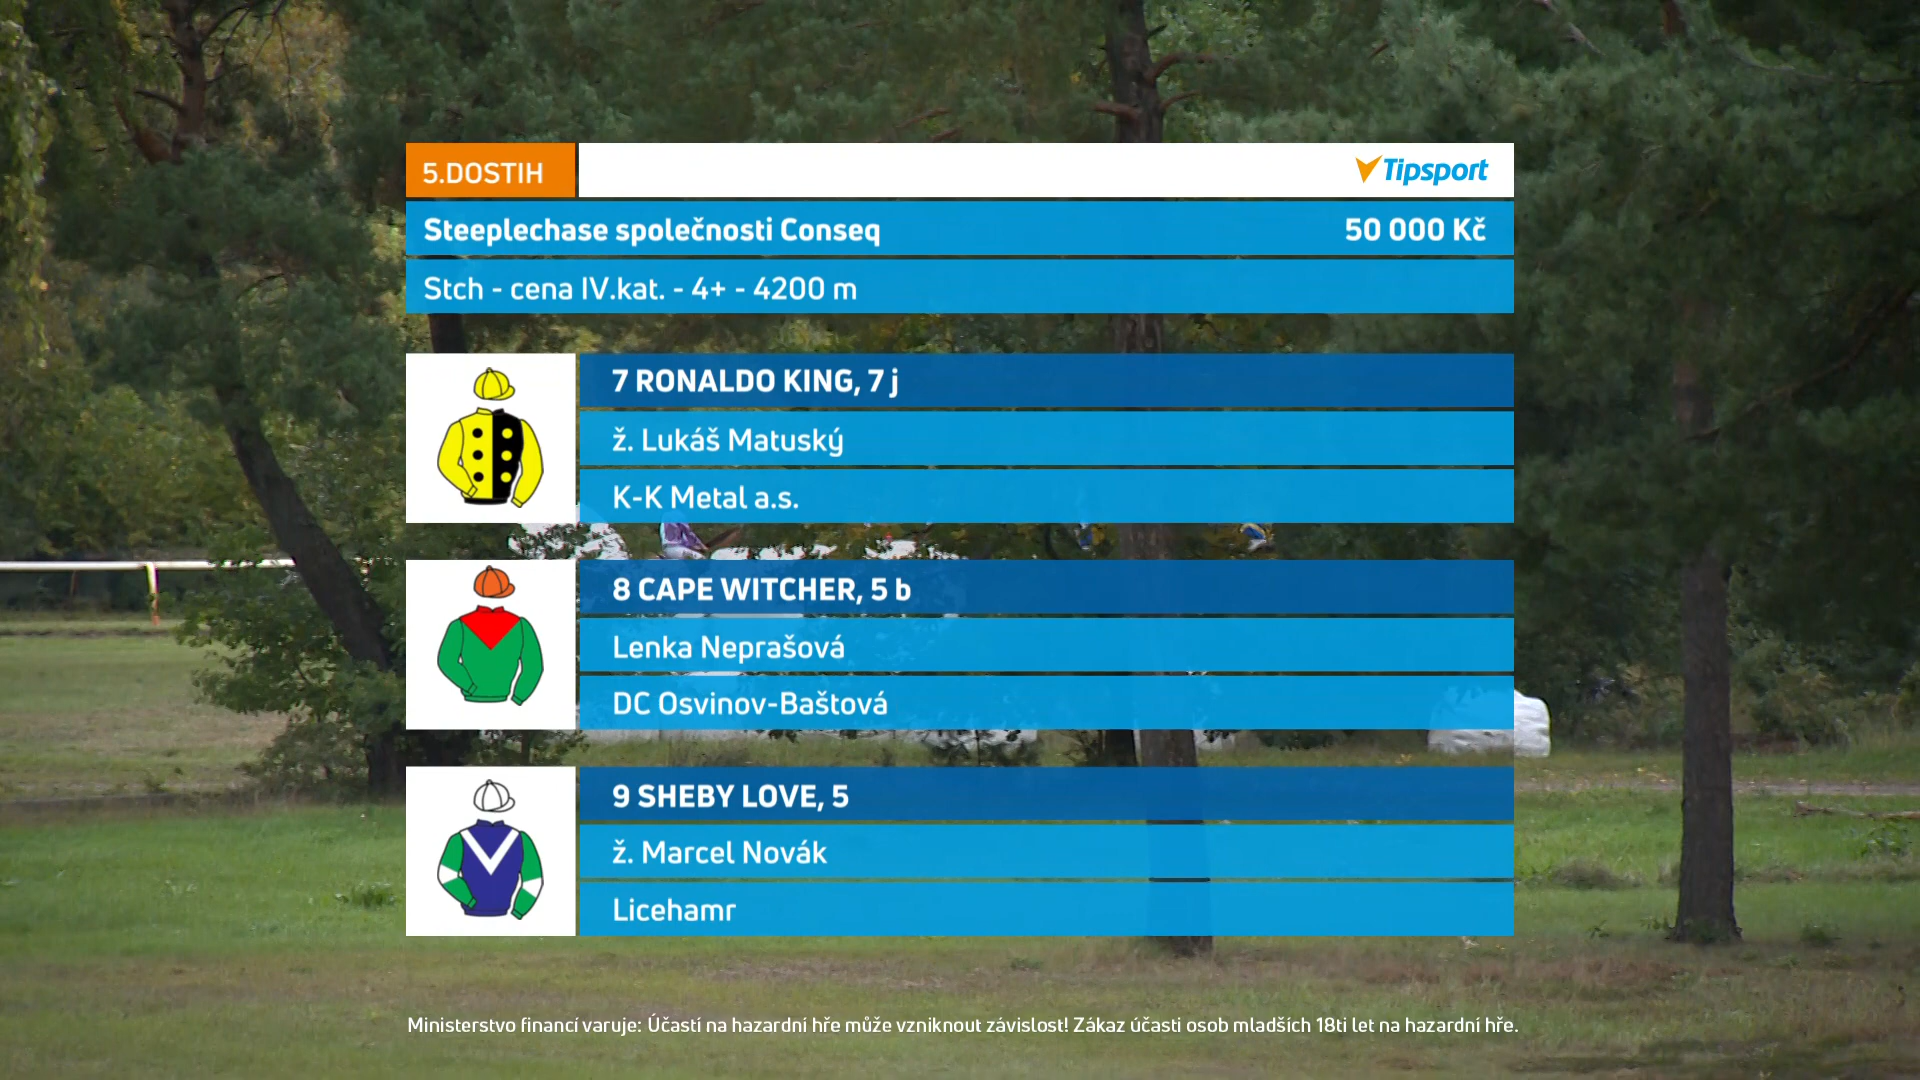 5.DOSTIH
Tipsport
Steeplechase společnosti Conseq 50 000 Kč
Stch - cena IV.kat. - 4+ - 4200 m
7 RONALDO KING, 7 j
ž. Lukáš Matuský
K-K Metal a.s.
8 CAPE WITCHER, 5 b
Lenka Neprašová
DC Osvinov-Baštová
9 SHEBY LOVE, 5
ž. Marcel Novák
Licehamr
Ministerstvo financí varuje: Účastí na hazardní hře může vzniknout závislost! Zákaz účasti osob mladších 18ti let na hazardní hře.